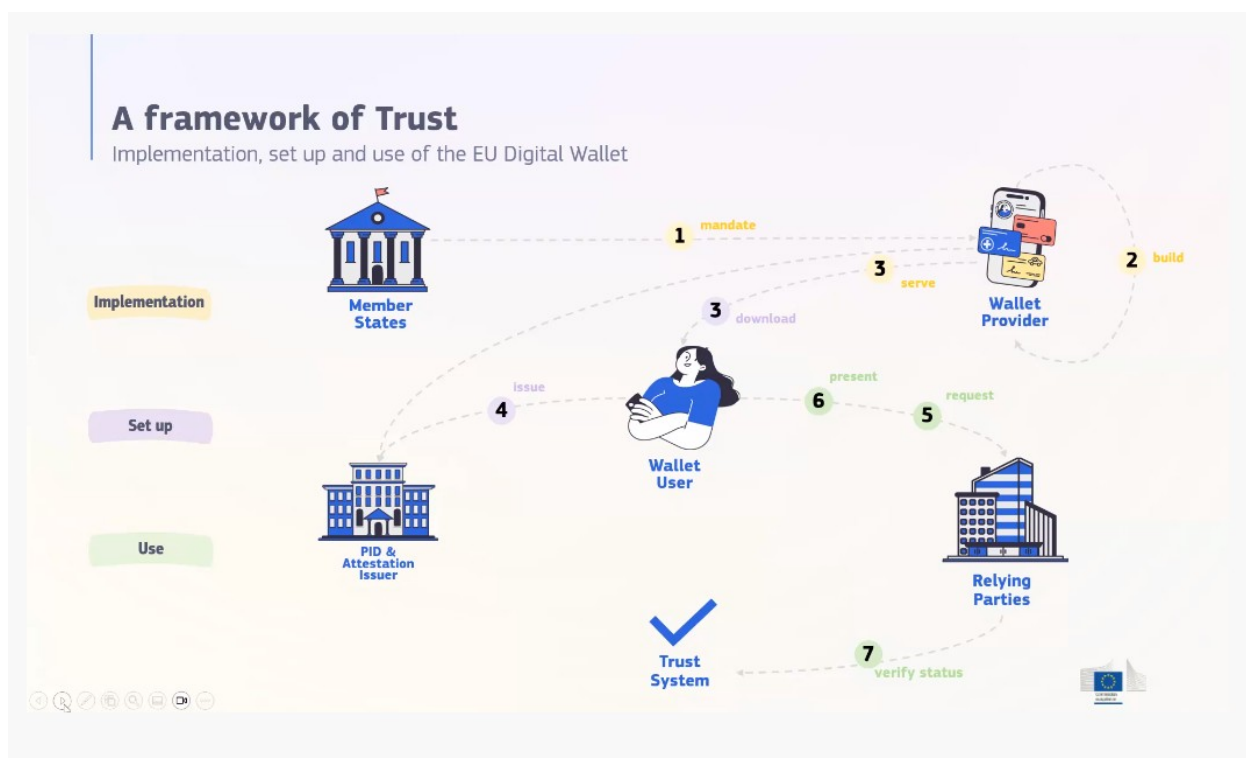 A framework of Trust
Implementation, set up and use of the EU Digital Wallet
1
mandate
2
build
3
serve
Implementation
Member
States
Wallet
Provider
3
download
issue
4
present
6
request
5
Set up
Wallet
User
PID &
Attestation
Issuer
Use
Relying
Parties
Trust
System
7
verify status